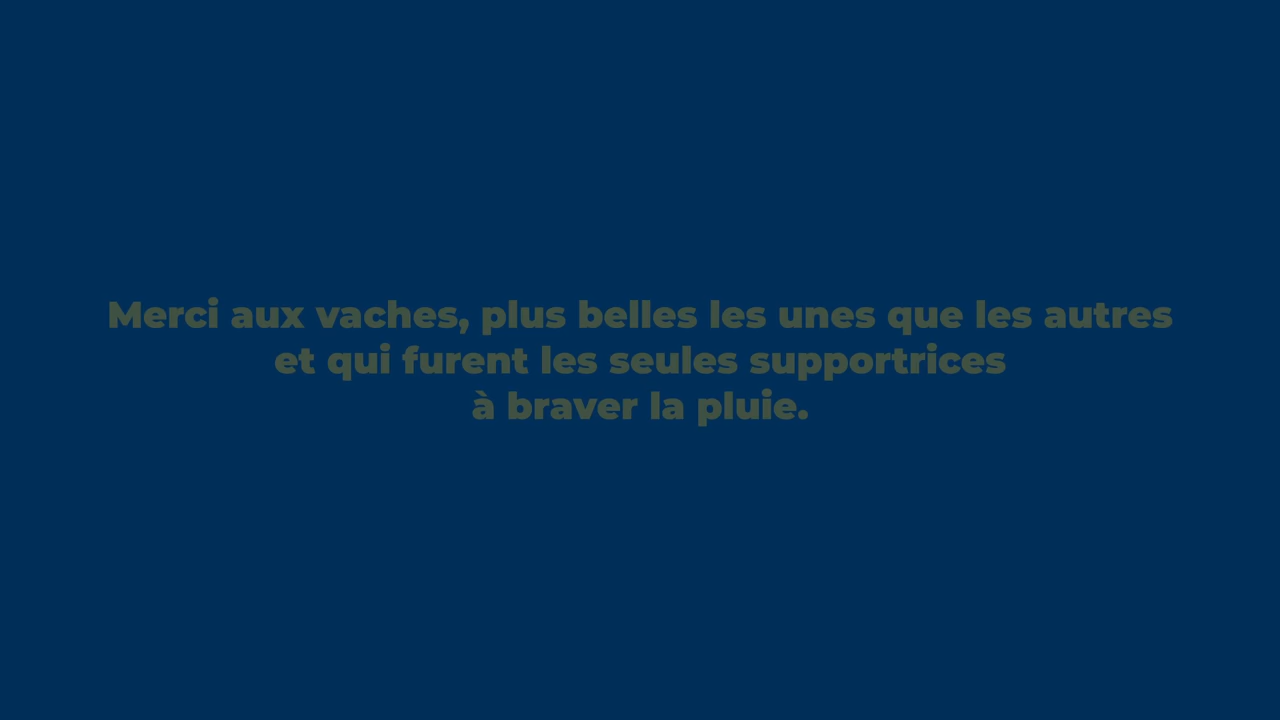 Merci aux vaches, plus belles les unes que les autres
et qui furent les seules supportrices
à braver la pluie.